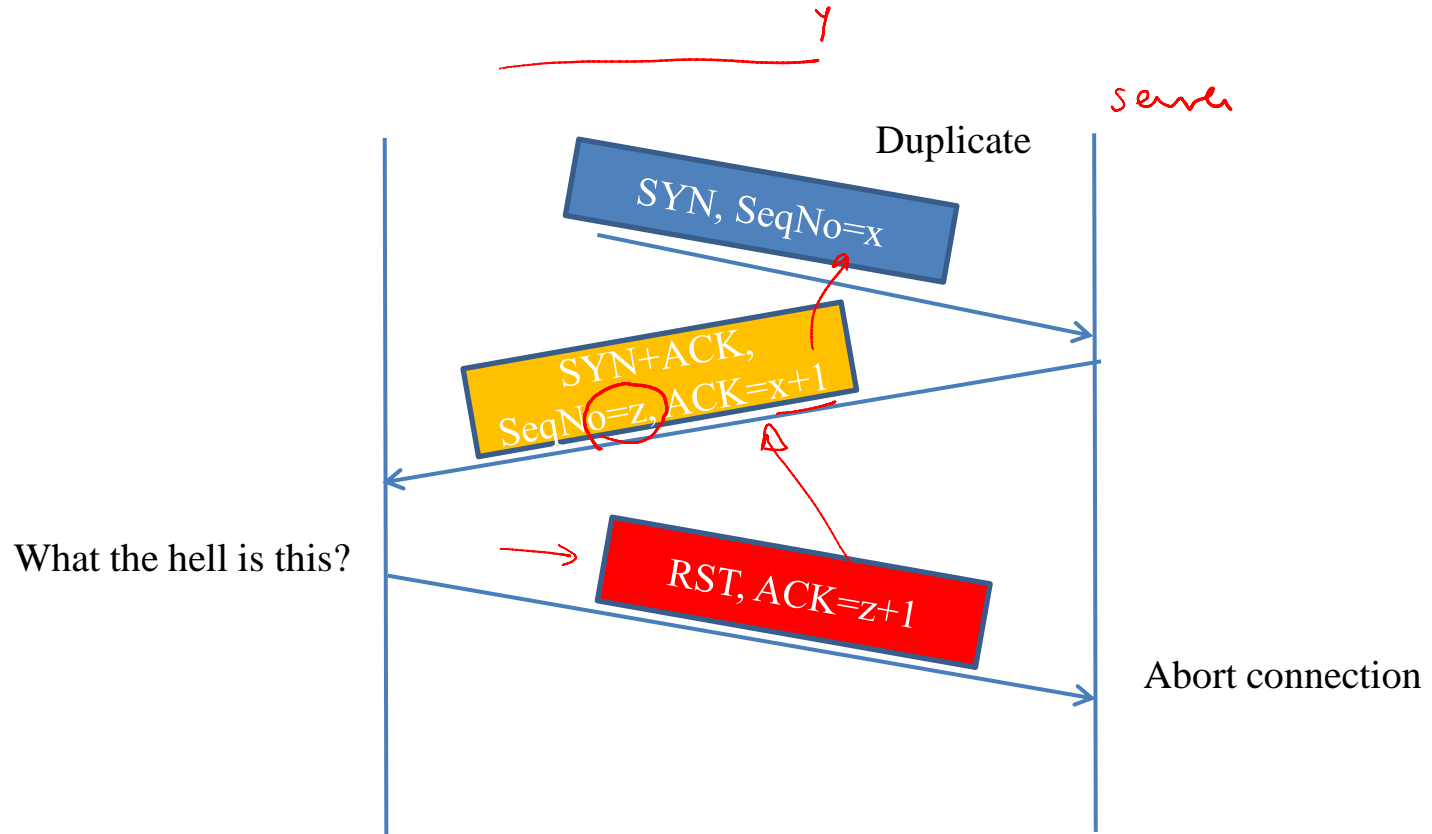 Y
server
Duplicate
SYN, SeqNo=x
SYN+ACK,
SeqNo=z, ACK=x+1
What the hell is this?
RST, ACK=z+1
Abort connection